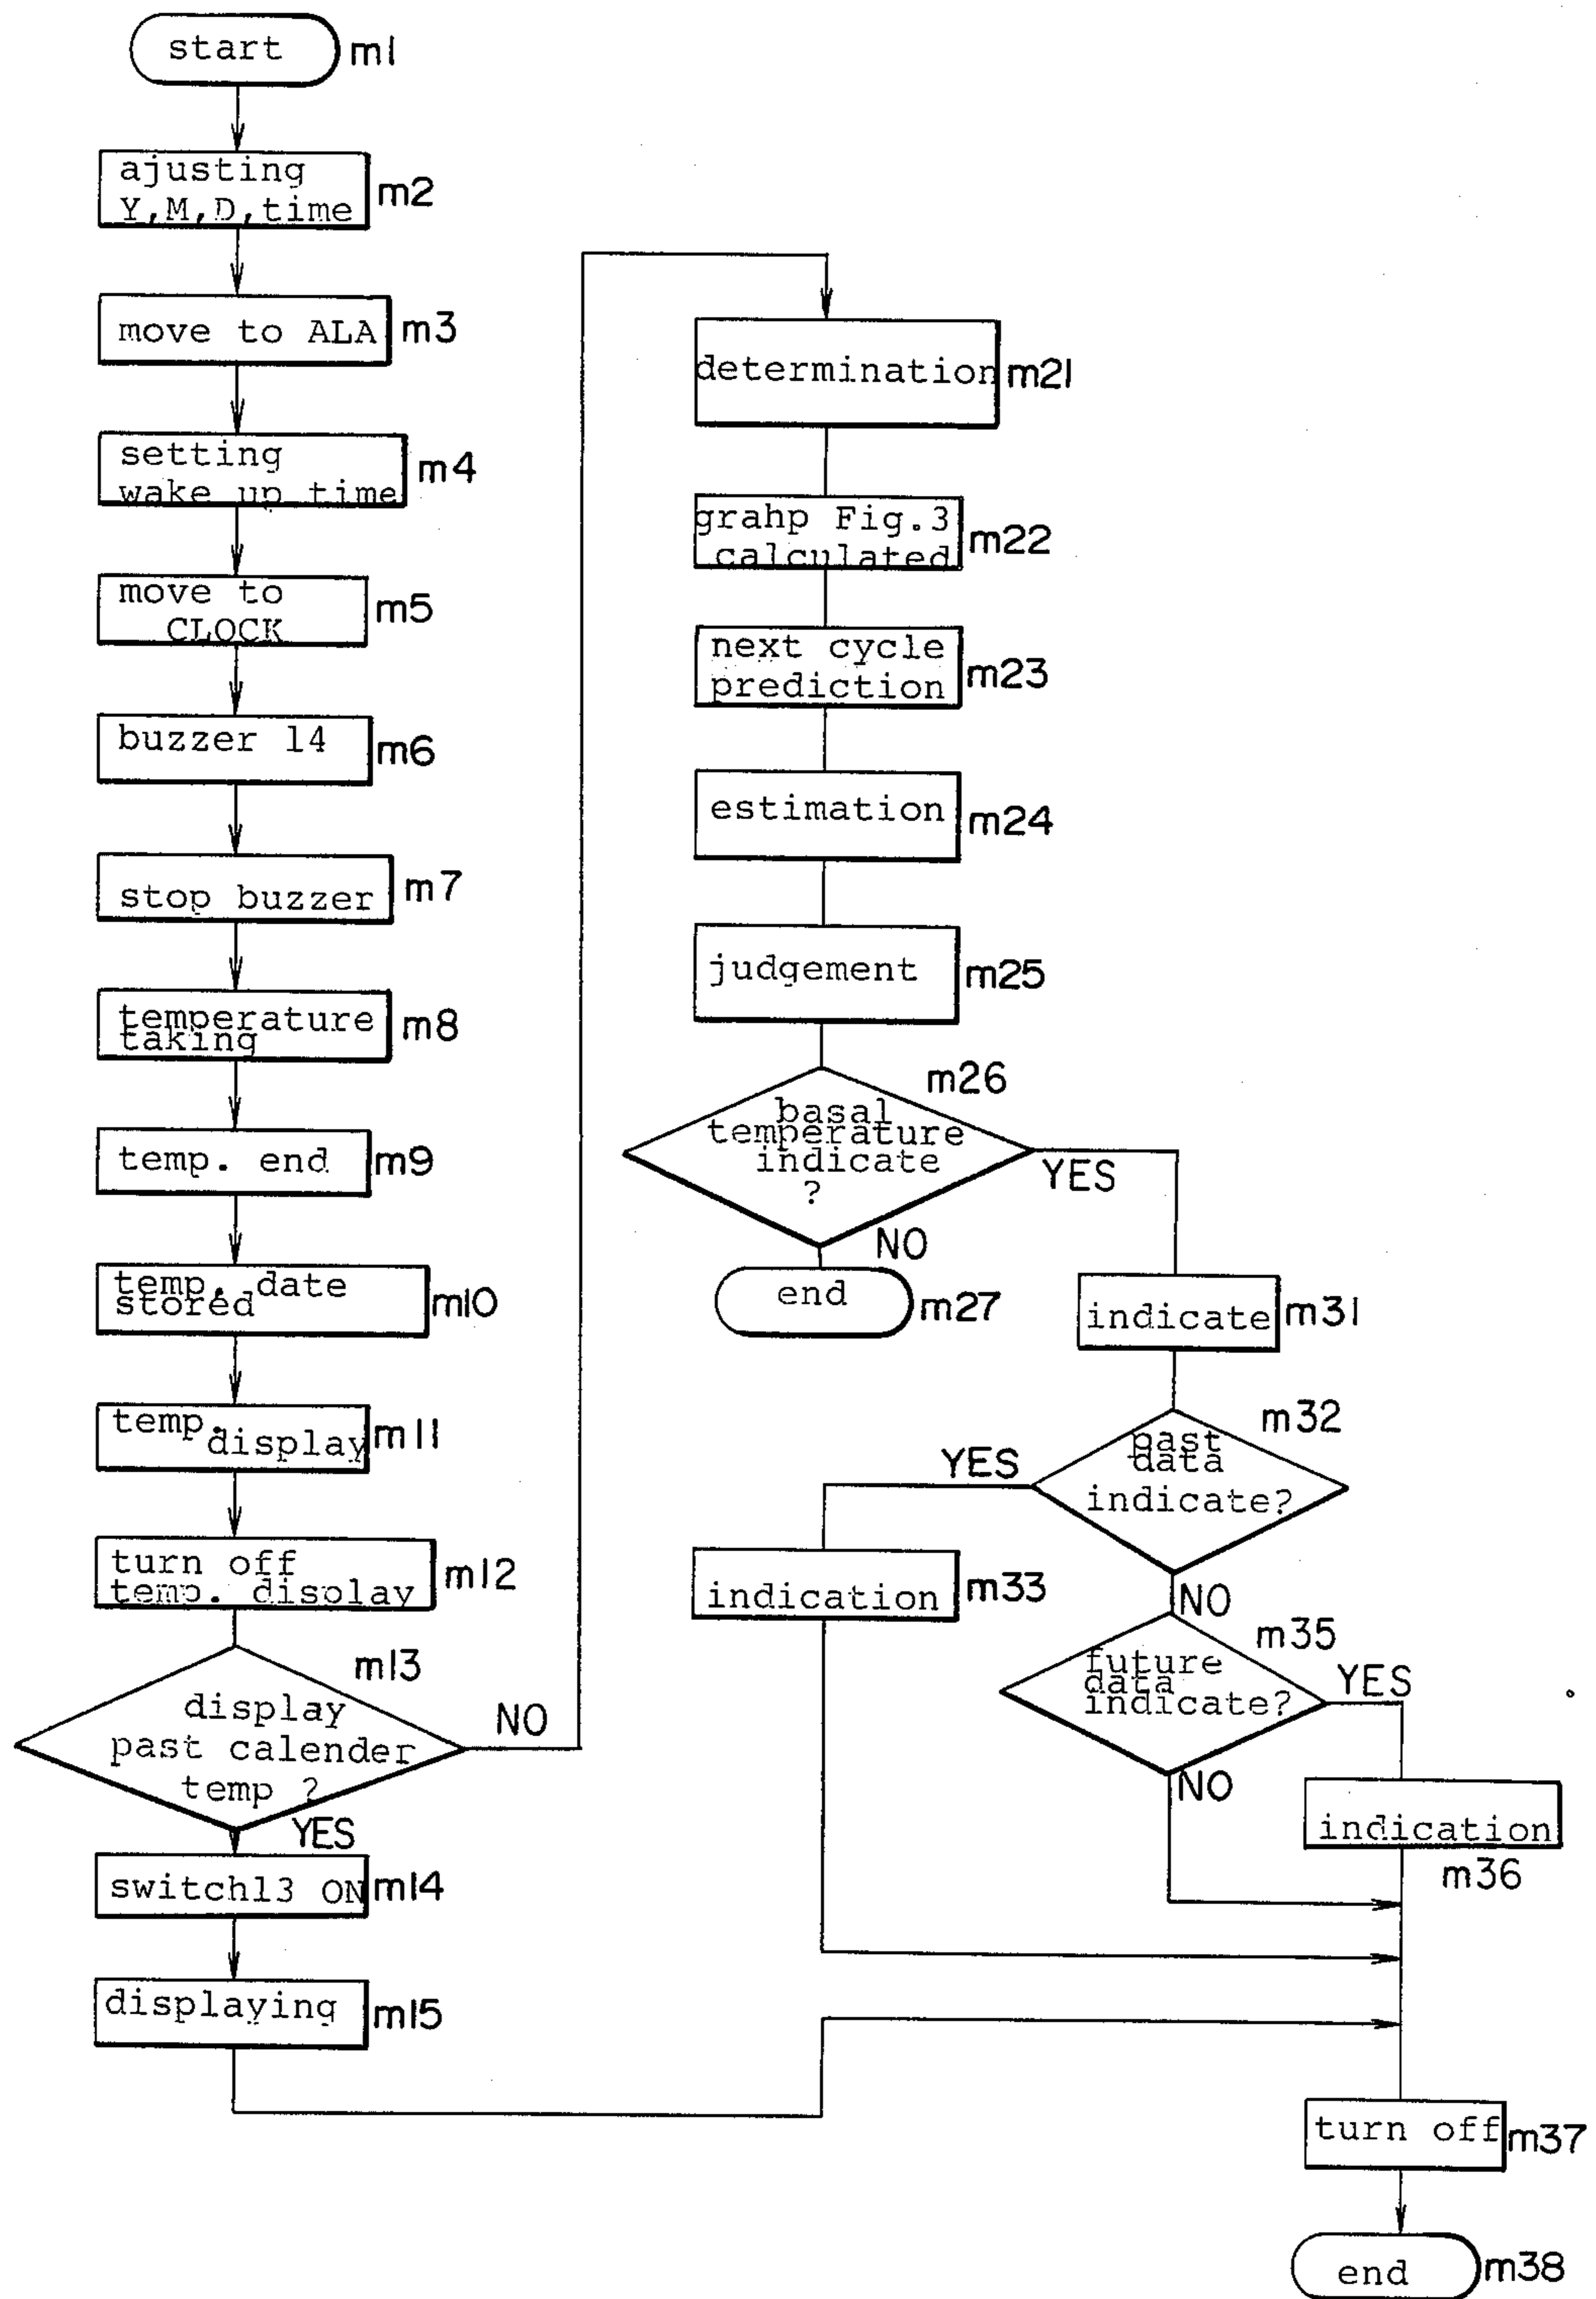 start
m1
ajusting
Y,M,D,time
m2
move to ALA
m3
setting
wake up time
m4
move to
CLOCK
m5
buzzer 14
m6
stop buzzer
m7
temperature
taking
m8
temp. end
m9
temp. date
stored
m10
temp.
display
m11
turn off
temp. display
m12
m13
display
past calender
temp ?
NO
YES
switch13 ON
m14
displaying
m15
determination
m21
grahp Fig.3
calculated
m22
next cycle
prediction
m23
estimation
m24
judgement
m25
m26
basal
temperature
indicate
?
YES
NO
end
m27
indicate
m31
m32
past
data
indicate?
YES
NO
indication
m33
m35
future
data
indicate?
YES
NO
indication
m36
turn off
m37
end
m38